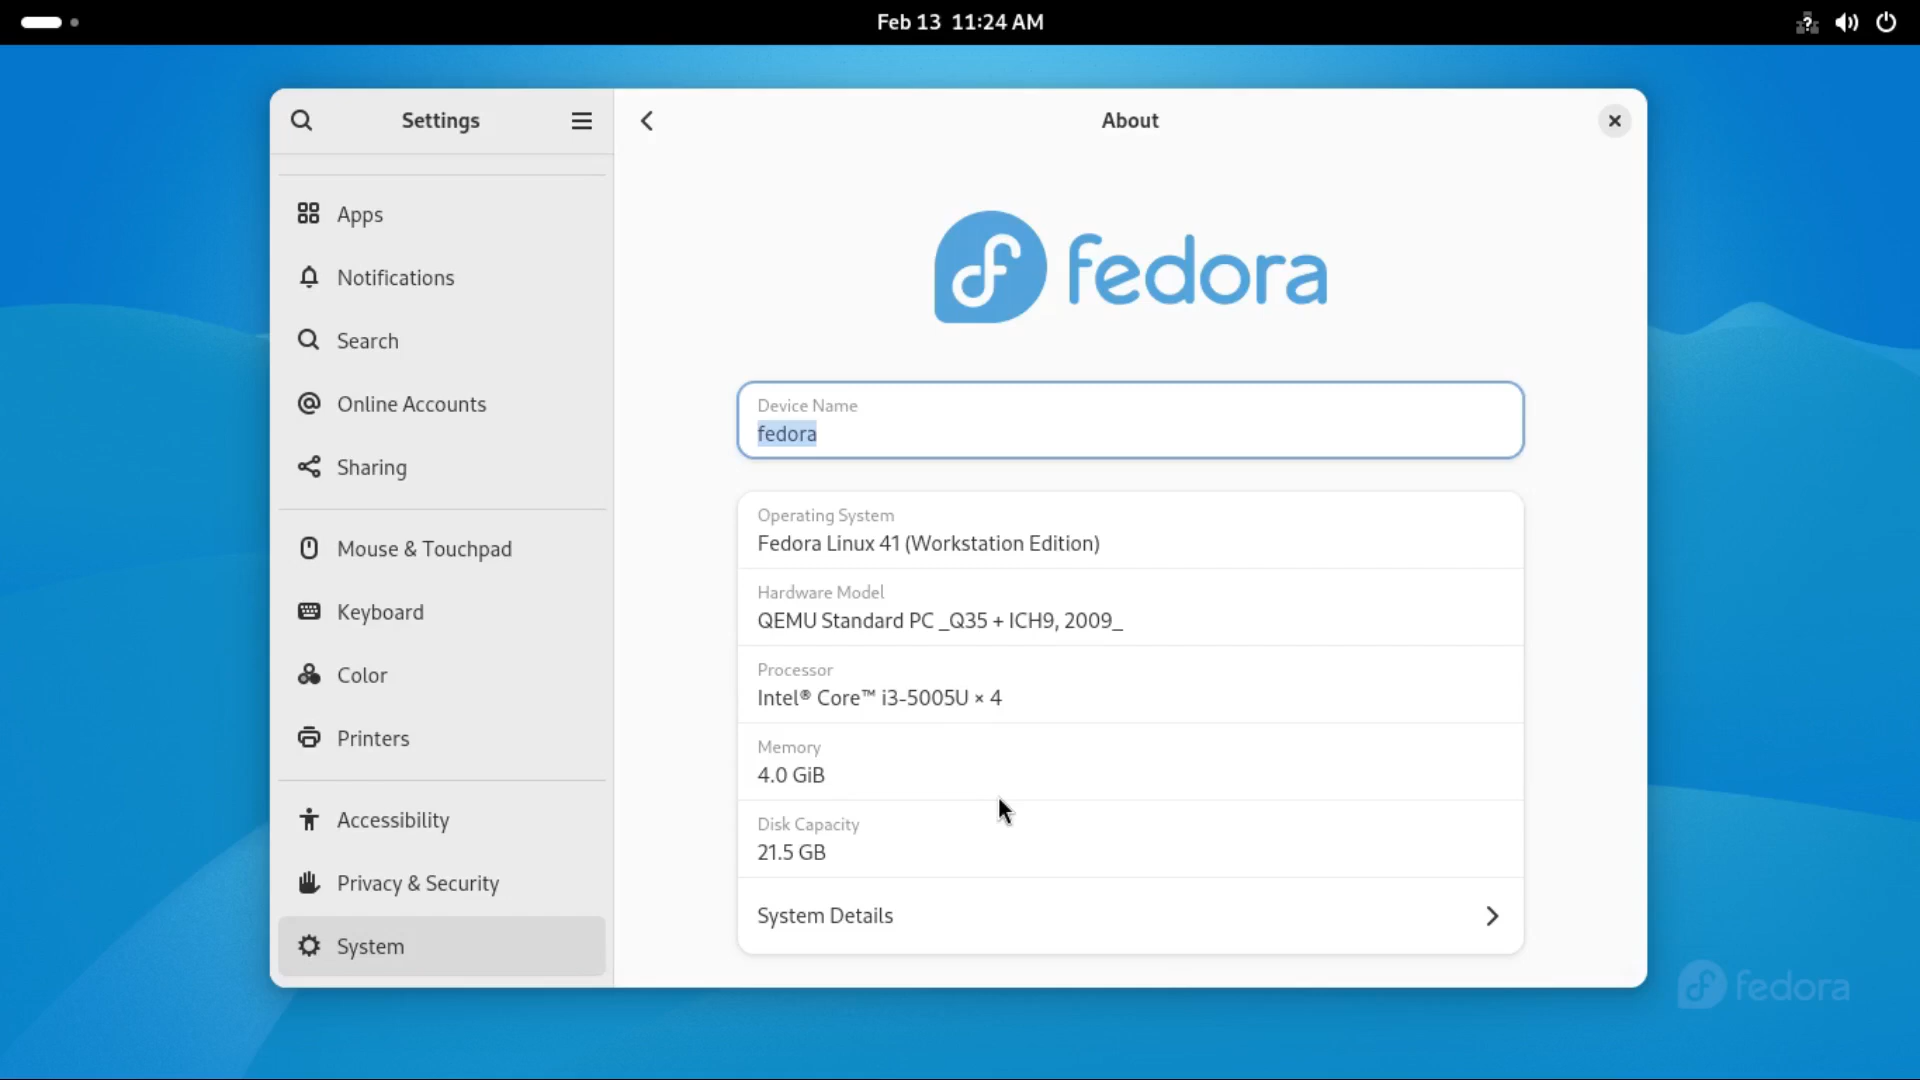 Feb 13 11:24 AM
Settings
About
Apps
Notifications
Search
Online Accounts
Sharing
Mouse & Touchpad
Keyboard
Color
Printers
Accessibility
Privacy & Security
System
fedora
Device Name
fedora
Operating System
Fedora Linux 41 (Workstation Edition)
Hardware Model
QEMU Standard PC _Q35 + ICH9, 2009_
Processor
Intel® Core™ i3-5005U × 4
Memory
4.0 GiB
Disk Capacity
21.5 GB
System Details
fedora